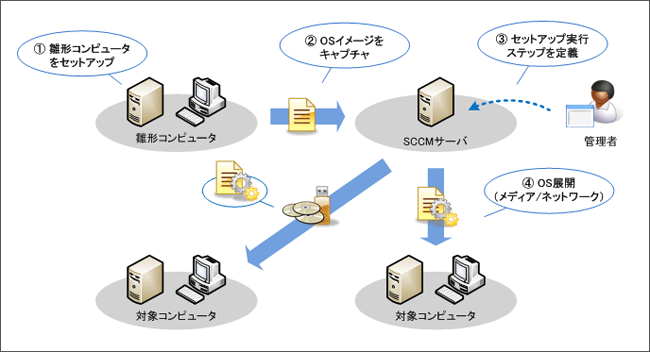 ① 雛形コンピュータ
をセットアップ
② OSイメージを
キャプチャ
③ セットアップ実行
ステップを定義
雛形コンピュータ
SCCMサーバ
管理者
④ OS展開
(メディア/ネットワーク)
対象コンピュータ
対象コンピュータ